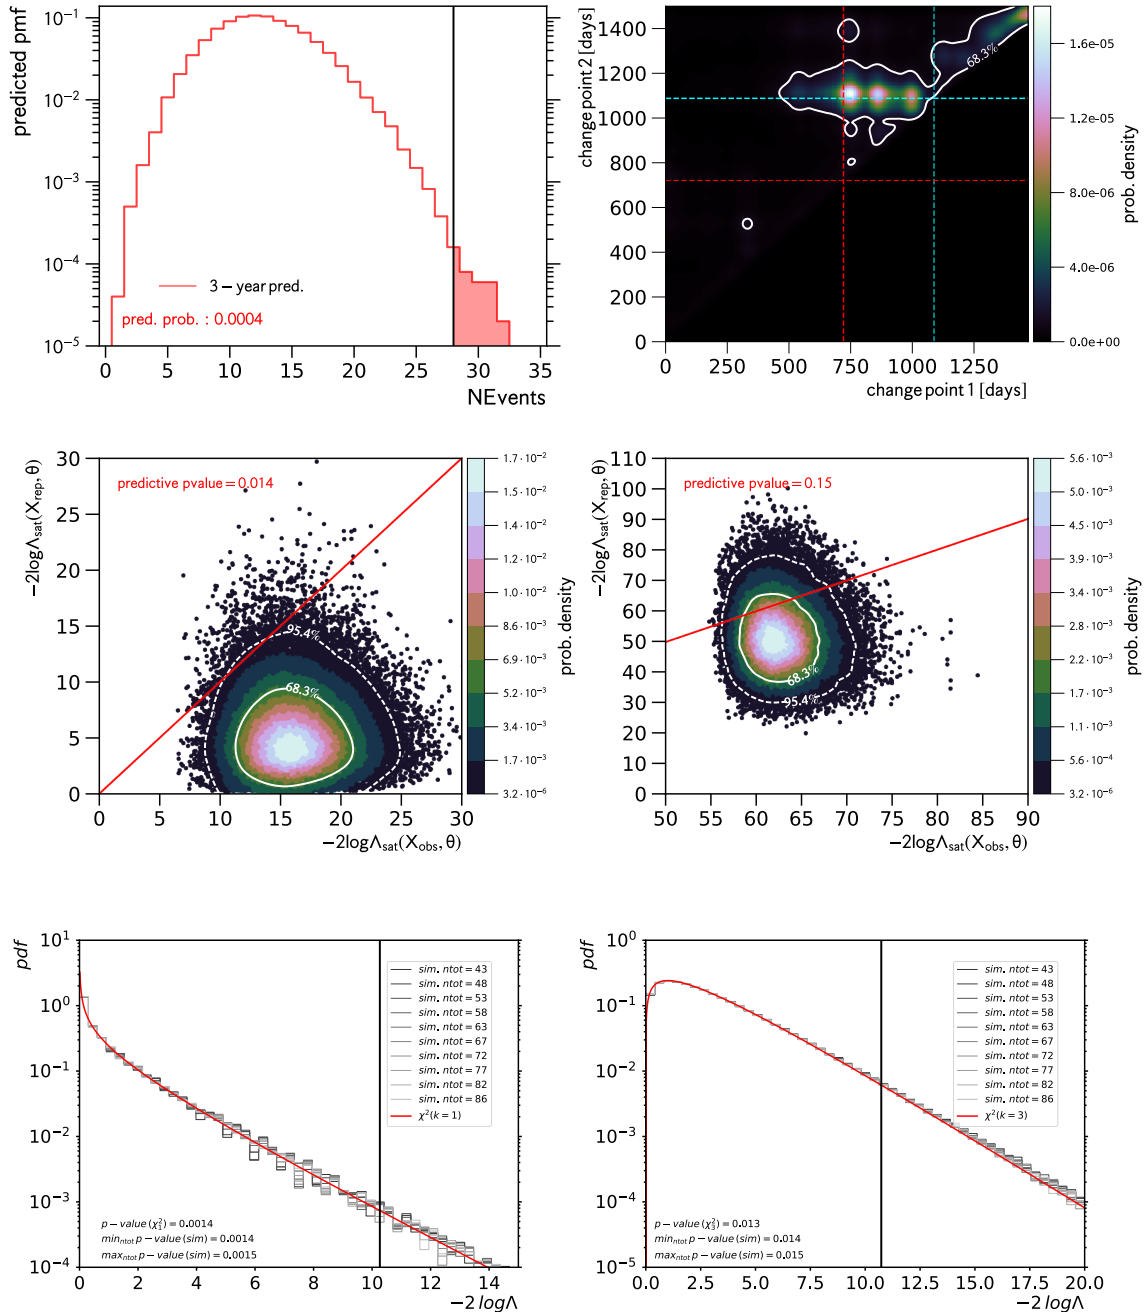 predicted pmf
10⁻¹
10⁻²
10⁻³
10⁻⁴
10⁻⁵
3 − year pred.
pred. prob. : 0.0004
0 5 10 15 20 25 30 35
NEvents
change point 2 [days]
1400
1200
1000
800
600
400
200
0
68.3%
0 250 500 750 1000 1250
change point 1 [days]
1.6e-05
1.2e-05
8.0e-06
4.0e-06
0.0e+00
prob. density
−2logΛsat(Xrep, θ)
30
25
20
15
10
5
0
predictive pvalue = 0.014
95.4%
68.3%
0 5 10 15 20 25 30
−2logΛsat(Xobs, θ)
1.7·10⁻²
1.5·10⁻²
1.4·10⁻²
1.2·10⁻²
1.0·10⁻²
8.6·10⁻³
6.9·10⁻³
5.2·10⁻³
3.4·10⁻³
1.7·10⁻³
3.2·10⁻⁶
prob. density
−2logΛsat(Xrep, θ)
110
100
90
80
70
60
50
40
30
20
10
0
predictive pvalue = 0.15
68.3%
95.4%
50 55 60 65 70 75 80 85 90
−2logΛsat(Xobs, θ)
5.6·10⁻³
5.0·10⁻³
4.5·10⁻³
3.9·10⁻³
3.4·10⁻³
2.8·10⁻³
2.2·10⁻³
1.7·10⁻³
1.1·10⁻³
5.6·10⁻⁴
3.2·10⁻⁶
prob. density
pdf
10¹
10⁰
10⁻¹
10⁻²
10⁻³
10⁻⁴
sim. ntot = 43
sim. ntot = 48
sim. ntot = 53
sim. ntot = 58
sim. ntot = 63
sim. ntot = 67
sim. ntot = 72
sim. ntot = 77
sim. ntot = 82
sim. ntot = 86
χ²(k = 1)
p − value (χ²₁) = 0.0014
minntot p − value (sim) = 0.0014
maxntot p − value (sim) = 0.0015
0 2 4 6 8 10 12 14
−2 logΛ
pdf
10⁰
10⁻¹
10⁻²
10⁻³
10⁻⁴
10⁻⁵
sim. ntot = 43
sim. ntot = 48
sim. ntot = 53
sim. ntot = 58
sim. ntot = 63
sim. ntot = 67
sim. ntot = 72
sim. ntot = 77
sim. ntot = 82
sim. ntot = 86
χ²(k = 3)
p − value (χ²₃) = 0.013
minntot p − value (sim) = 0.014
maxntot p − value (sim) = 0.015
0.0 2.5 5.0 7.5 10.0 12.5 15.0 17.5 20.0
−2 logΛ